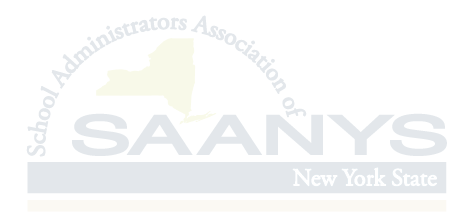 School Administrators Association of
SAANYS
New York State